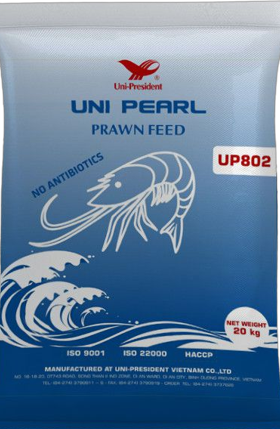 Uni-President
UNI PEARL
PRAWN FEED
UP802
NO ANTIBIOTICS
NET WEIGHT
20 kg
ISO 9001 ISO 22000 HACCP
MANUFACTURED AT UNI-PRESIDENT VIETNAM CO.,LTD